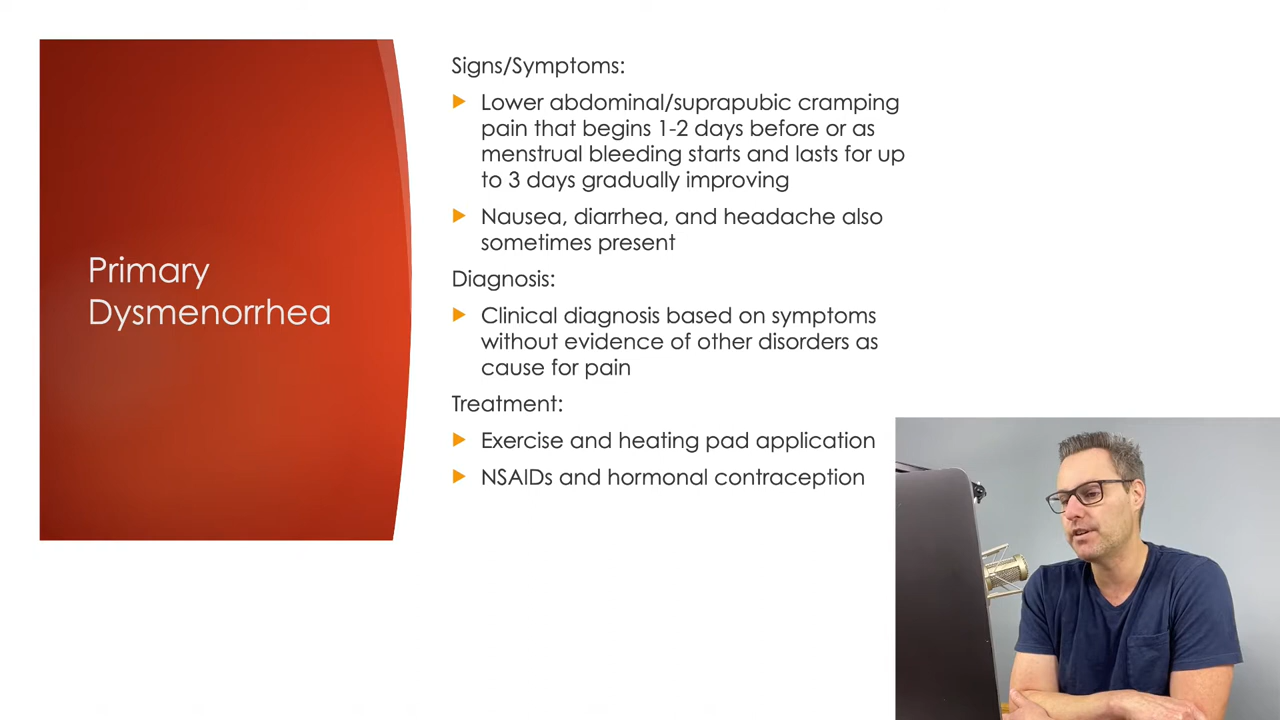 Primary
Dysmenorrhea
Signs/Symptoms:
Lower abdominal/suprapubic cramping
pain that begins 1-2 days before or as
menstrual bleeding starts and lasts for up
to 3 days gradually improving
Nausea, diarrhea, and headache also
sometimes present
Diagnosis:
Clinical diagnosis based on symptoms
without evidence of other disorders as
cause for pain
Treatment:
Exercise and heating pad application
NSAIDs and hormonal contraception